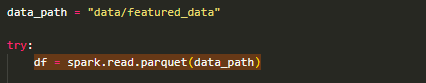 data_path = "data/featured_data"
try:
    df = spark.read.parquet(data_path)